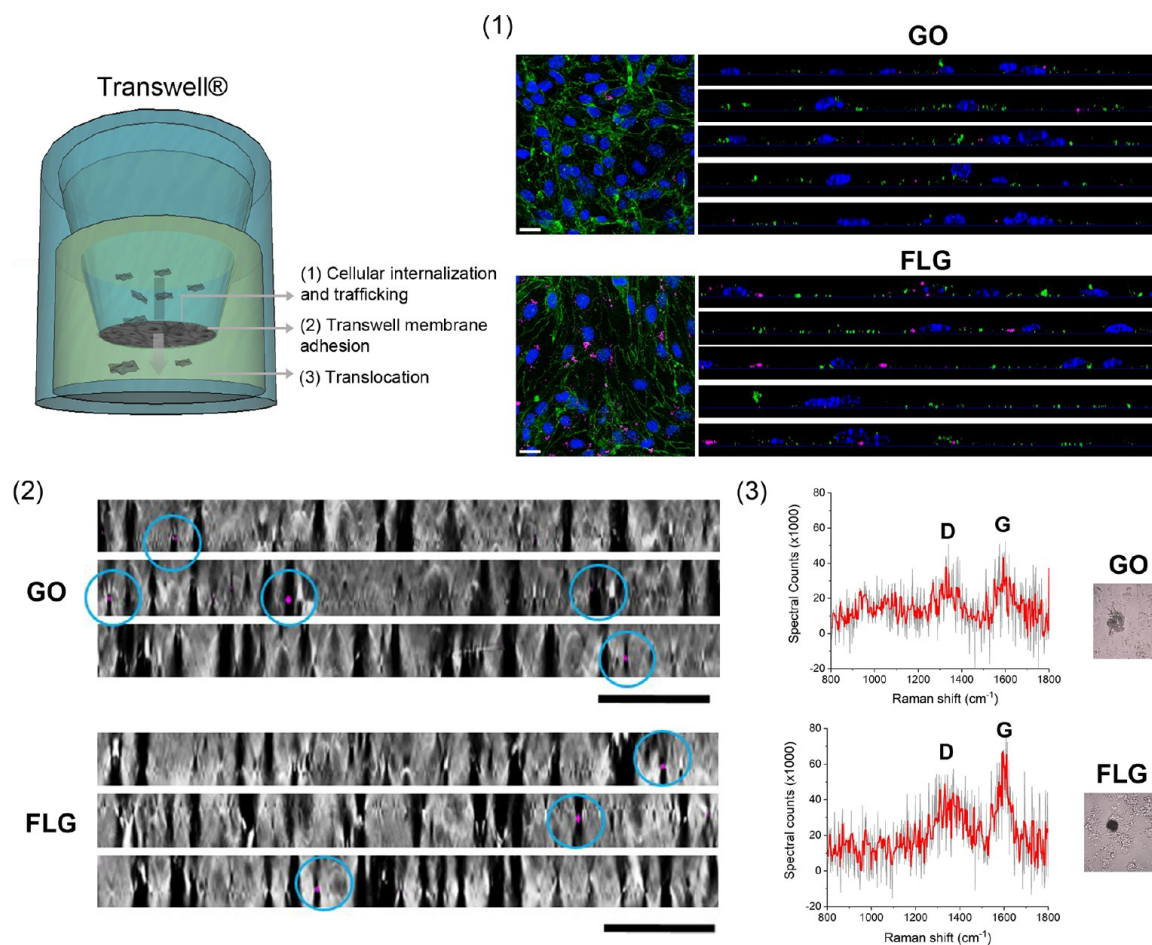 Transwell®
(1) Cellular internalization
and trafficking
(2) Transwell membrane
adhesion
(3) Translocation
(1)
GO
FLG
(2)
GO
FLG
(3)
80
60
40
20
0
-20
Spectral Counts (x1000)
D
G
800 1000 1200 1400 1600 1800
Raman shift (cm⁻¹)
GO
80
60
40
20
0
-20
Spectral counts (x1000)
D
G
800 1000 1200 1400 1600 1800
Raman shift (cm⁻¹)
FLG